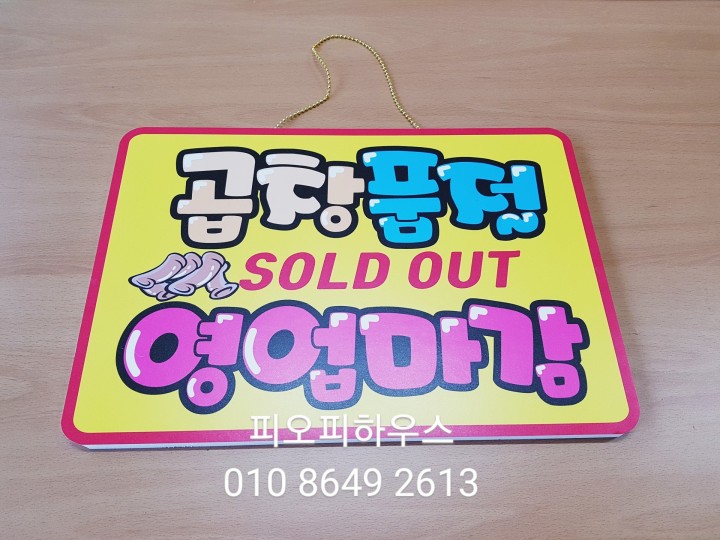 곱창품절
SOLD OUT
영업마감
피오피하우스
010 8649 2613